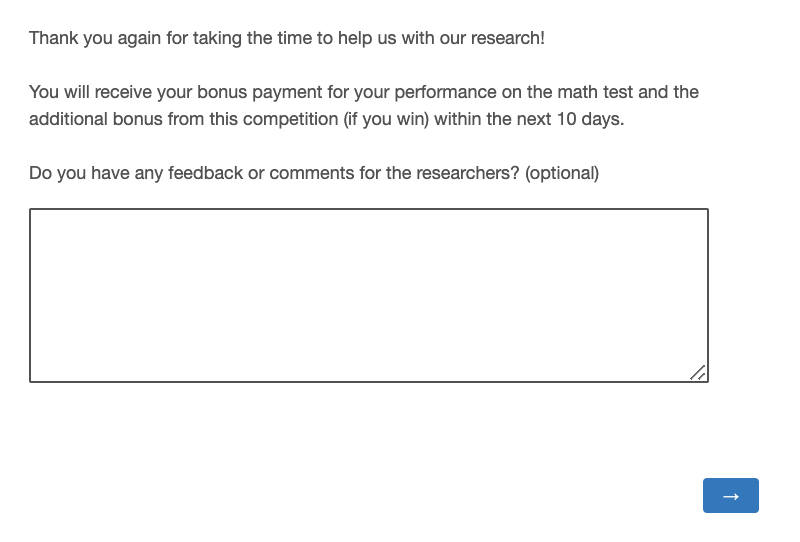 Thank you again for taking the time to help us with our research!
You will receive your bonus payment for your performance on the math test and the
additional bonus from this competition (if you win) within the next 10 days.
Do you have any feedback or comments for the researchers? (optional)
→